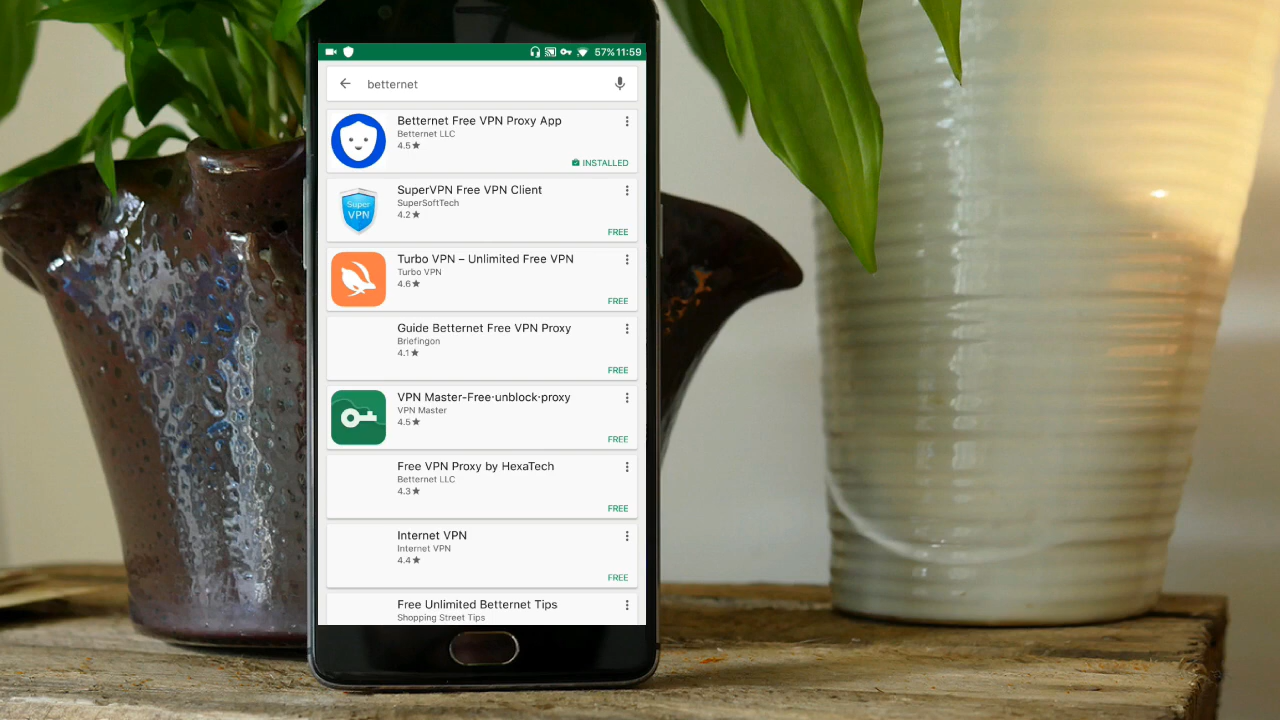 57% 11:59
betternet
Betternet Free VPN Proxy App
Betternet LLC
4.5★
INSTALLED
SuperVPN Free VPN Client
SuperSoftTech
4.2★
FREE
Super
VPN
Turbo VPN – Unlimited Free VPN
Turbo VPN
4.6★
FREE
Guide Betternet Free VPN Proxy
Briefingon
4.1★
FREE
VPN Master-Free·unblock·proxy
VPN Master
4.5★
FREE
Free VPN Proxy by HexaTech
Betternet LLC
4.3★
FREE
Internet VPN
Internet VPN
4.4★
FREE
Free Unlimited Betternet Tips
Shopping Street Tips